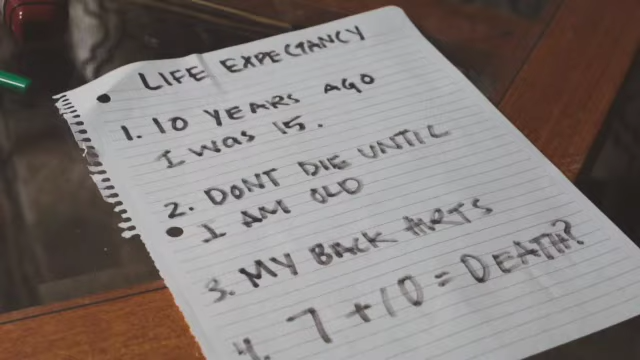 LIFE EXPECTANCY
1. 10 YEARS AGO
I WAS 15.
2. DONT DIE UNTIL
I AM OLD
3. MY BACK HURTS
4. 7+10=DEATH?